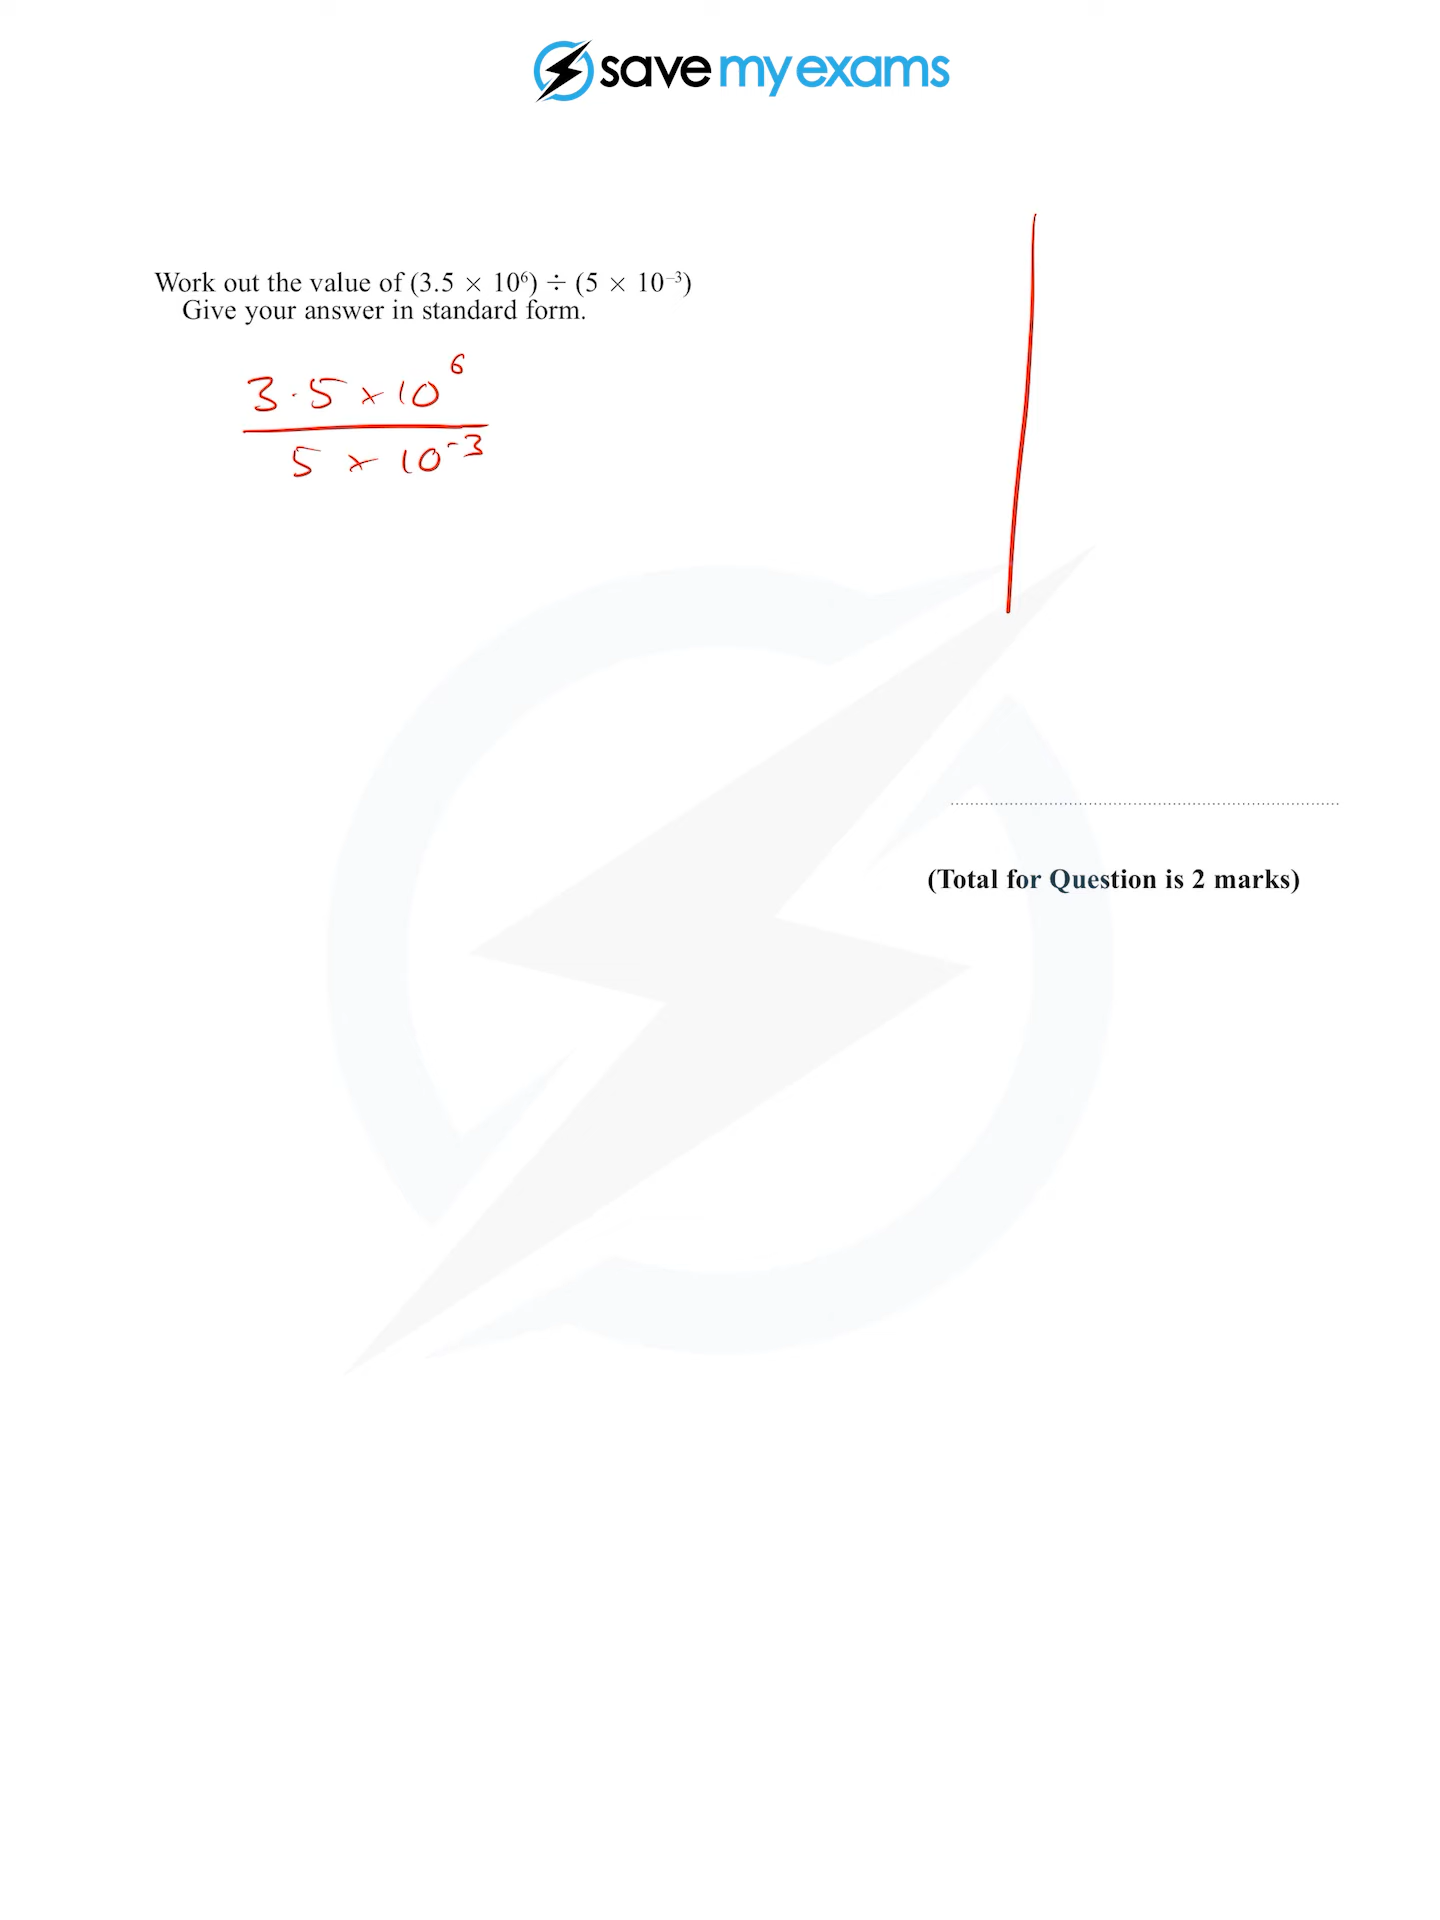 save my exams
Work out the value of (3.5 × 10⁶) ÷ (5 × 10⁻³)
Give your answer in standard form.
3·5 × 10⁶
5 × 10⁻³
(Total for Question is 2 marks)